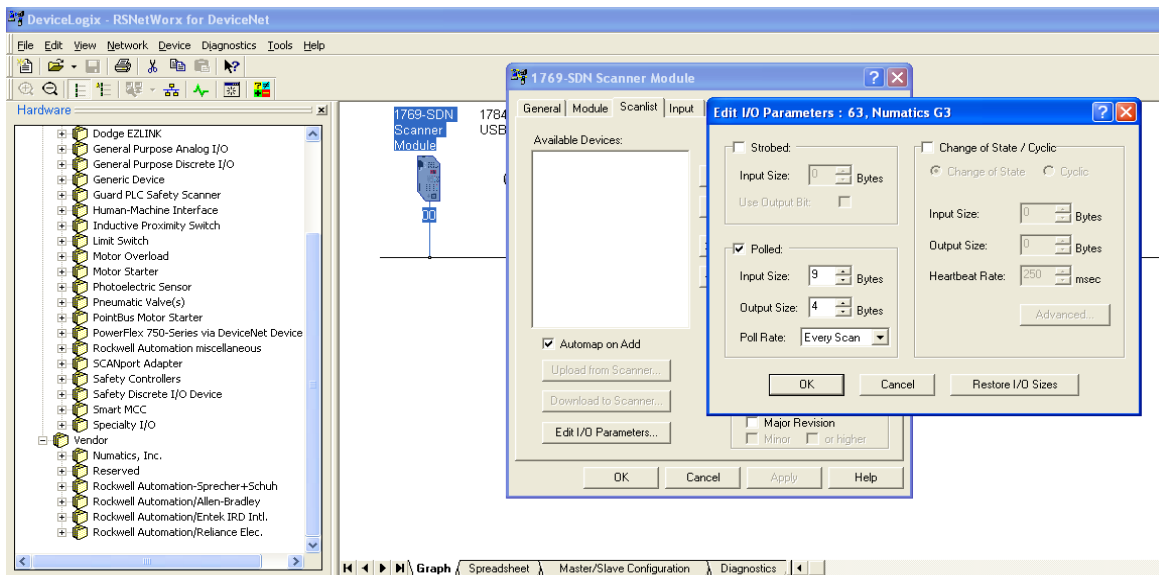 DeviceLogix - RSNetWorx for DeviceNet
File Edit View Network Device Diagnostics Tools Help
Hardware
Dodge EZLINK
General Purpose Analog I/O
General Purpose Discrete I/O
Generic Device
Guard PLC Safety Scanner
Human-Machine Interface
Inductive Proximity Switch
Limit Switch
Motor Overload
Motor Starter
Photoelectric Sensor
Pneumatic Valve(s)
PointBus Motor Starter
PowerFlex 750-Series via DeviceNet Device
Rockwell Automation miscellaneous
SCANport Adapter
Safety Controllers
Safety Discrete I/O Device
Smart MCC
Specialty I/O
Vendor
Numatics, Inc.
Reserved
Rockwell Automation-Sprecher+Schuh
Rockwell Automation/Allen-Bradley
Rockwell Automation/Entek IRD Intl.
Rockwell Automation/Reliance Elec.
1769-SDN
Scanner
Module
00
1784
USB
1769-SDN Scanner Module
General Module Scanlist Input
Available Devices:
Automap on Add
Upload from Scanner...
Download to Scanner...
Edit I/O Parameters...
Major Revision
Minor or higher
OK Cancel Apply Help
Edit I/O Parameters : 63, Numatics G3
Strobed:
Input Size: 0 Bytes
Use Output Bit:
Polled:
Input Size: 9 Bytes
Output Size: 4 Bytes
Poll Rate: Every Scan
Change of State / Cyclic
Change of State Cyclic
Input Size: 0 Bytes
Output Size: 0 Bytes
Heartbeat Rate: 250 msec
Advanced...
OK Cancel Restore I/O Sizes
Graph Spreadsheet Master/Slave Configuration Diagnostics